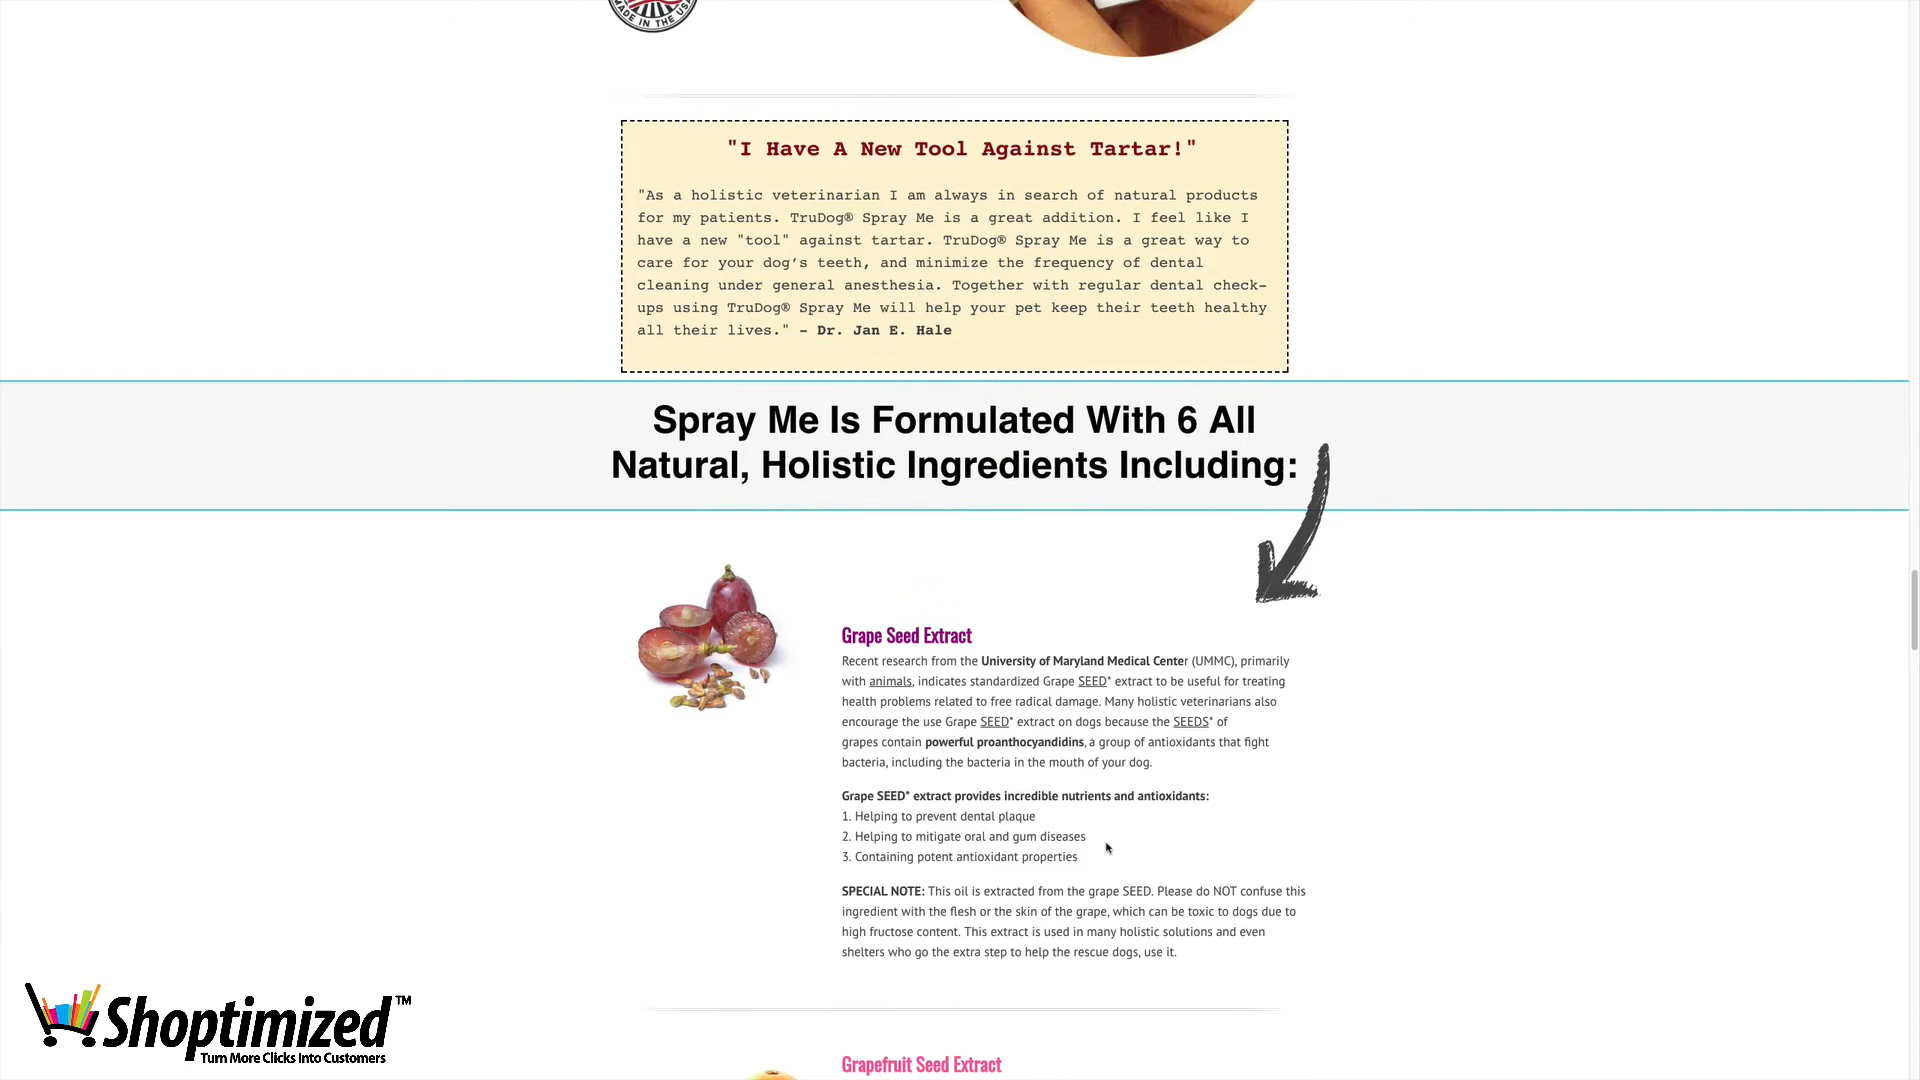 MADE IN THE USA
"I Have A New Tool Against Tartar!"
"As a holistic veterinarian I am always in search of natural products
for my patients. TruDog® Spray Me is a great addition. I feel like I
have a new "tool" against tartar. TruDog® Spray Me is a great way to
care for your dog’s teeth, and minimize the frequency of dental
cleaning under general anesthesia. Together with regular dental check-
ups using TruDog® Spray Me will help your pet keep their teeth healthy
all their lives." – Dr. Jan E. Hale
Spray Me Is Formulated With 6 All
Natural, Holistic Ingredients Including:
Grape Seed Extract
Recent research from the University of Maryland Medical Center (UMMC), primarily
with animals, indicates standardized Grape SEED* extract to be useful for treating
health problems related to free radical damage. Many holistic veterinarians also
encourage the use Grape SEED* extract on dogs because the SEEDS* of
grapes contain powerful proanthocyandidins, a group of antioxidants that fight
bacteria, including the bacteria in the mouth of your dog.
Grape SEED* extract provides incredible nutrients and antioxidants:
1. Helping to prevent dental plaque
2. Helping to mitigate oral and gum diseases
3. Containing potent antioxidant properties
SPECIAL NOTE: This oil is extracted from the grape SEED. Please do NOT confuse this
ingredient with the flesh or the skin of the grape, which can be toxic to dogs due to
high fructose content. This extract is used in many holistic solutions and even
shelters who go the extra step to help the rescue dogs, use it.
Shoptimized™
Turn More Clicks Into Customers
Grapefruit Seed Extract